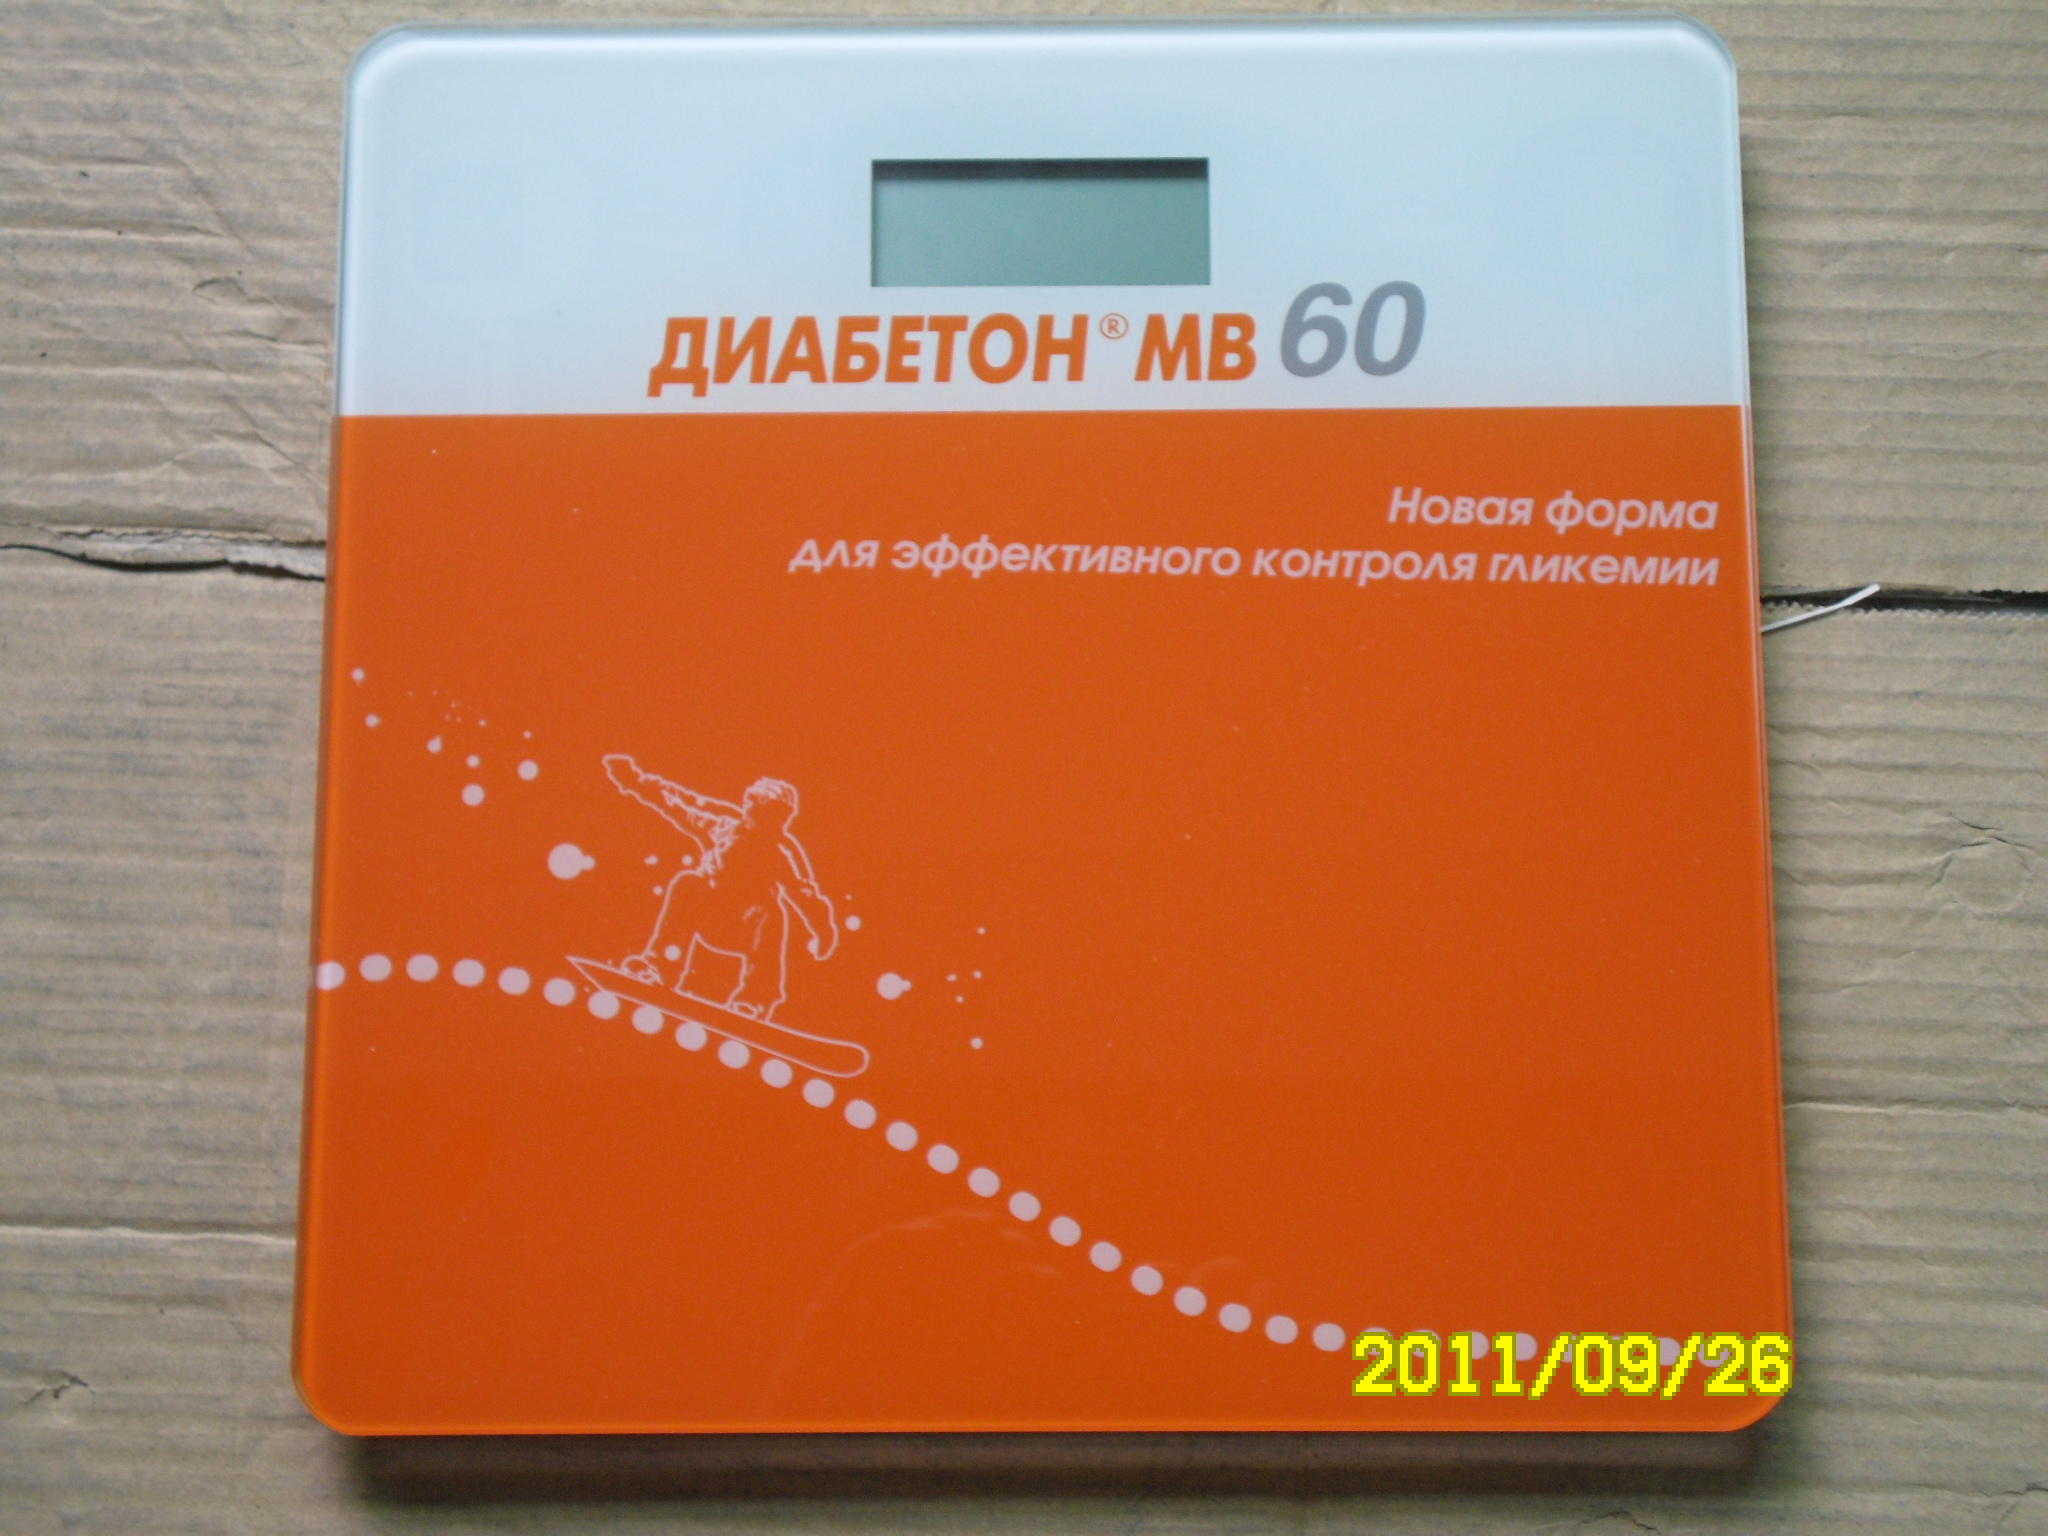 ДИАБЕТОН® МВ 60
Новая форма
для эффективного контроля гликемии
2011/09/26